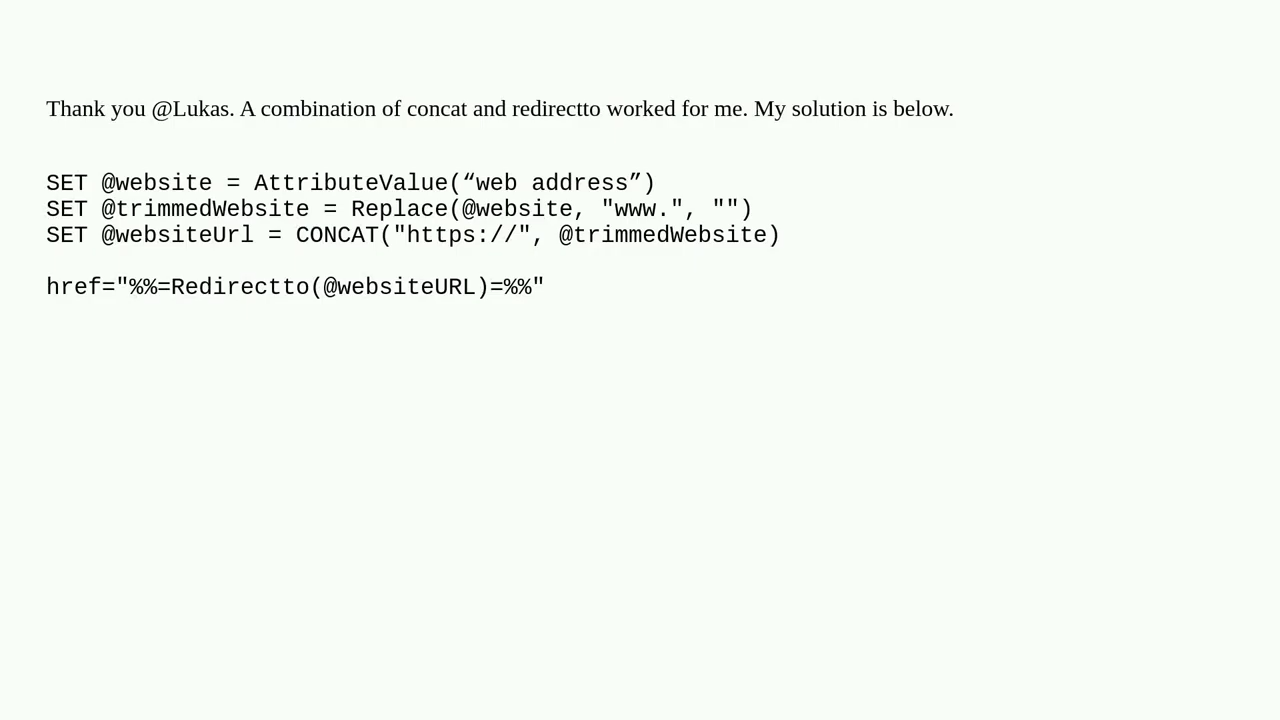 Thank you @Lukas. A combination of concat and redirectto worked for me. My solution is below.
SET @website = AttributeValue(“web address”)
SET @trimmedWebsite = Replace(@website, "www.", "")
SET @websiteUrl = CONCAT("https://", @trimmedWebsite)
href="%%=Redirectto(@websiteURL)=%%"